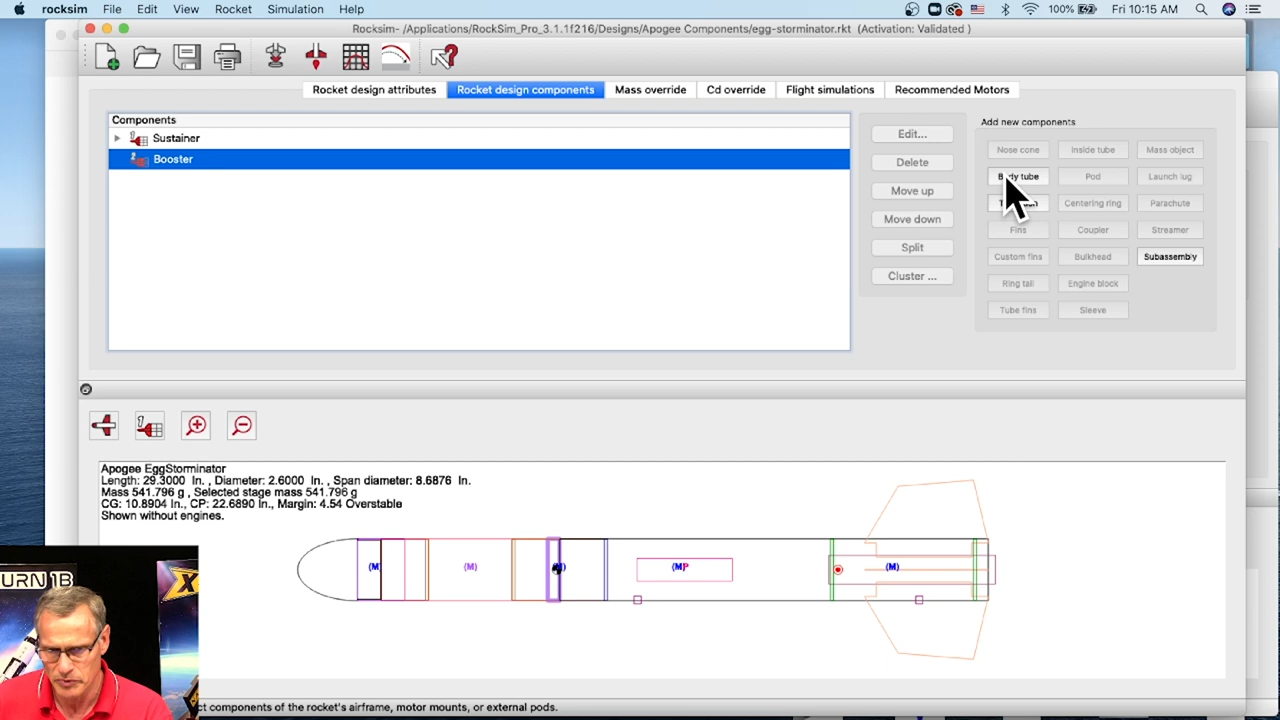 rocksim File Edit View Rocket Simulation Help 100% Fri 10:15 AM
Rocksim- /Applications/RockSim_Pro_3.1.1f216/Designs/Apogee Components/egg-storminator.rkt (Activation: Validated )
Rocket design attributes Rocket design components Mass override Cd override Flight simulations Recommended Motors
Components
Sustainer
Booster
Edit...
Delete
Move up
Move down
Split
Cluster ...
Add new components
Nose cone Inside tube Mass object
Body tube Pod Launch lug
Centering ring Parachute
Fins Coupler Streamer
Custom fins Bulkhead Subassembly
Ring tail Engine block
Tube fins Sleeve
Apogee EggStorminator
Length: 29.3000 In. , Diameter: 2.6000 In. , Span diameter: 8.6876 In.
Mass 541.796 g , Selected stage mass 541.796 g
CG: 10.8904 In., CP: 22.6890 In., Margin: 4.54 Overstable
Shown without engines.
(M) (M) (MP (M)
URN 1B X
ct components of the rocket's airframe, motor mounts, or external pods.